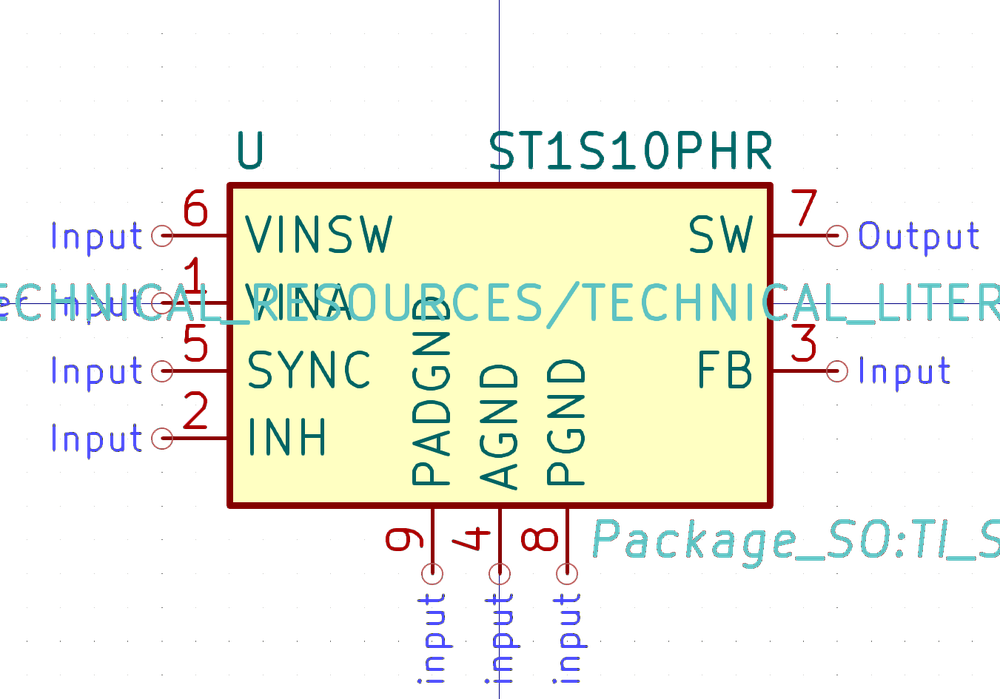 U ST1S10PHR
Input 6 VINSW SW 7 Output
Input 1 VINA
ECHNICAL_RESOURCES/TECHNICAL_LITER
Input 5 SYNC FB 3 Input
Input 2 INH
PADGND AGND PGND
9 4 8
Package_SO:TI_S
input input input